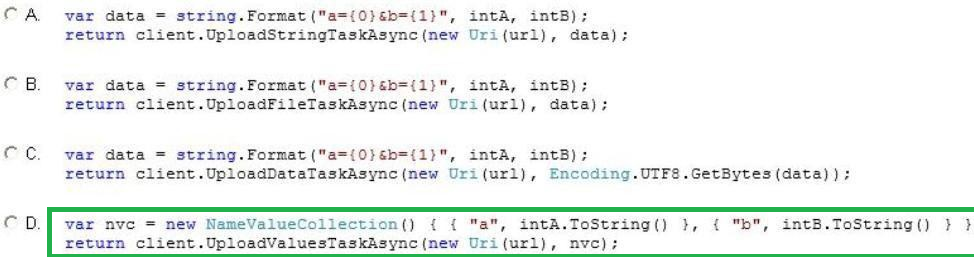 A. var data = string.Format("a={0}&b={1}", intA, intB);
return client.UploadStringTaskAsync(new Uri(url), data);
B. var data = string.Format("a={0}&b={1}", intA, intB);
return client.UploadFileTaskAsync(new Uri(url), data);
C. var data = string.Format("a={0}&b={1}", intA, intB);
return client.UploadDataTaskAsync(new Uri(url), Encoding.UTF8.GetBytes(data));
D. var nvc = new NameValueCollection() { { "a", intA.ToString() }, { "b", intB.ToString() } }
return client.UploadValuesTaskAsync(new Uri(url), nvc);